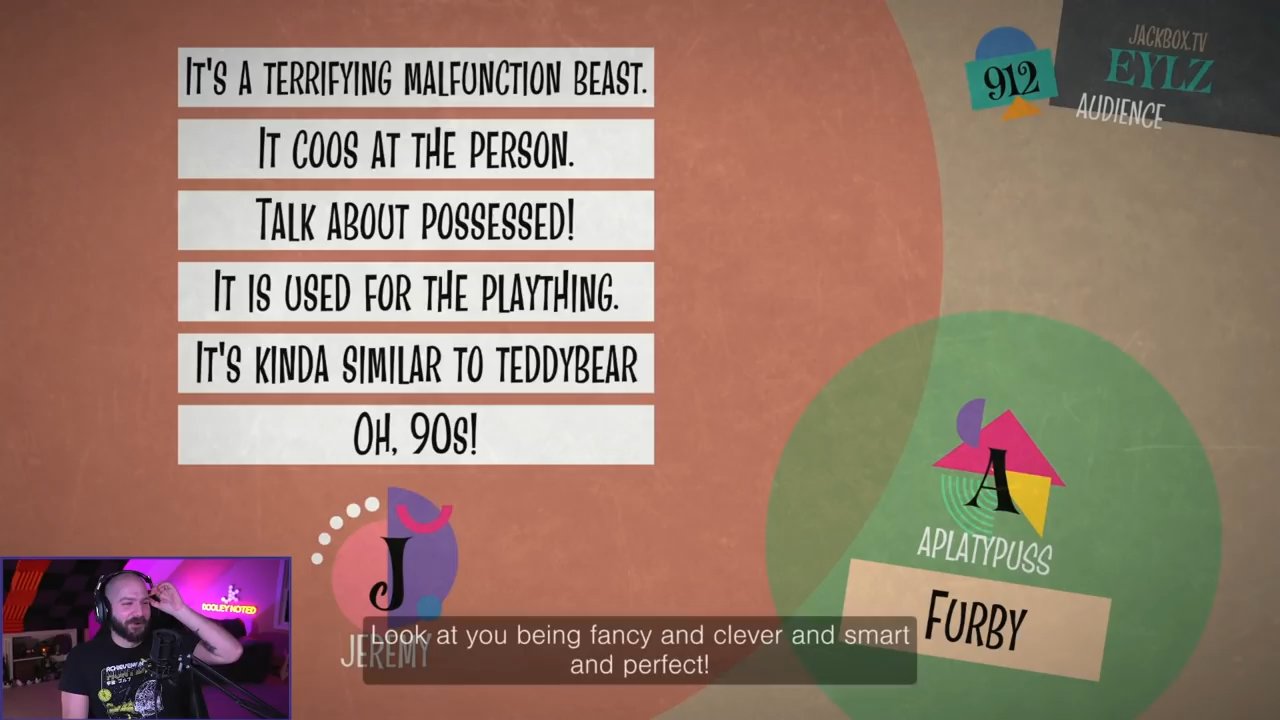 IT'S A TERRIFYING MALFUNCTION BEAST.
IT COOS AT THE PERSON.
TALK ABOUT POSSESSED!
IT IS USED FOR THE PLAYTHING.
IT'S KINDA SIMILAR TO TEDDYBEAR
OH, 90S!
912
JACKBOX.TV
EYLZ
AUDIENCE
A
APLATYPUSS
FURBY
J
JEREMY
Look at you being fancy and clever and smart
and perfect!
DOOLEY NOTED